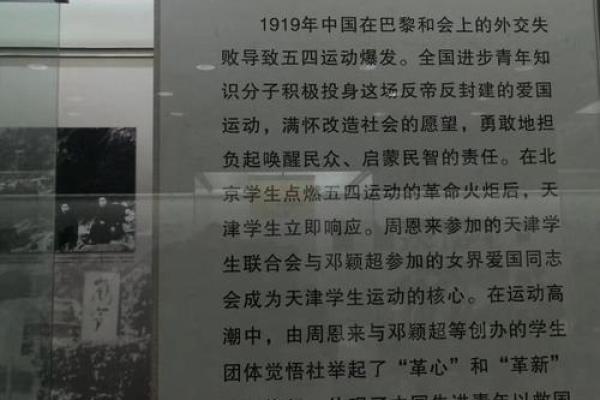 1919年中国在巴黎和会上的外交失
败导致五四运动爆发。全国进步青年知
识分子积极投身这场反帝反封建的爱国
运动，满怀改造社会的愿望，勇敢地担
负起唤醒民众、启蒙民智的责任。在北
京学生点燃五四运动的革命火炬后，天
津学生立即响应。周恩来参加的天津学
生联合会与邓颖超参加的女界爱国同志
会成为天津学生运动的核心。在运动高
潮中，由周恩来与邓颖超等创办的学生
团体觉悟社举起了“革心”和“革新”